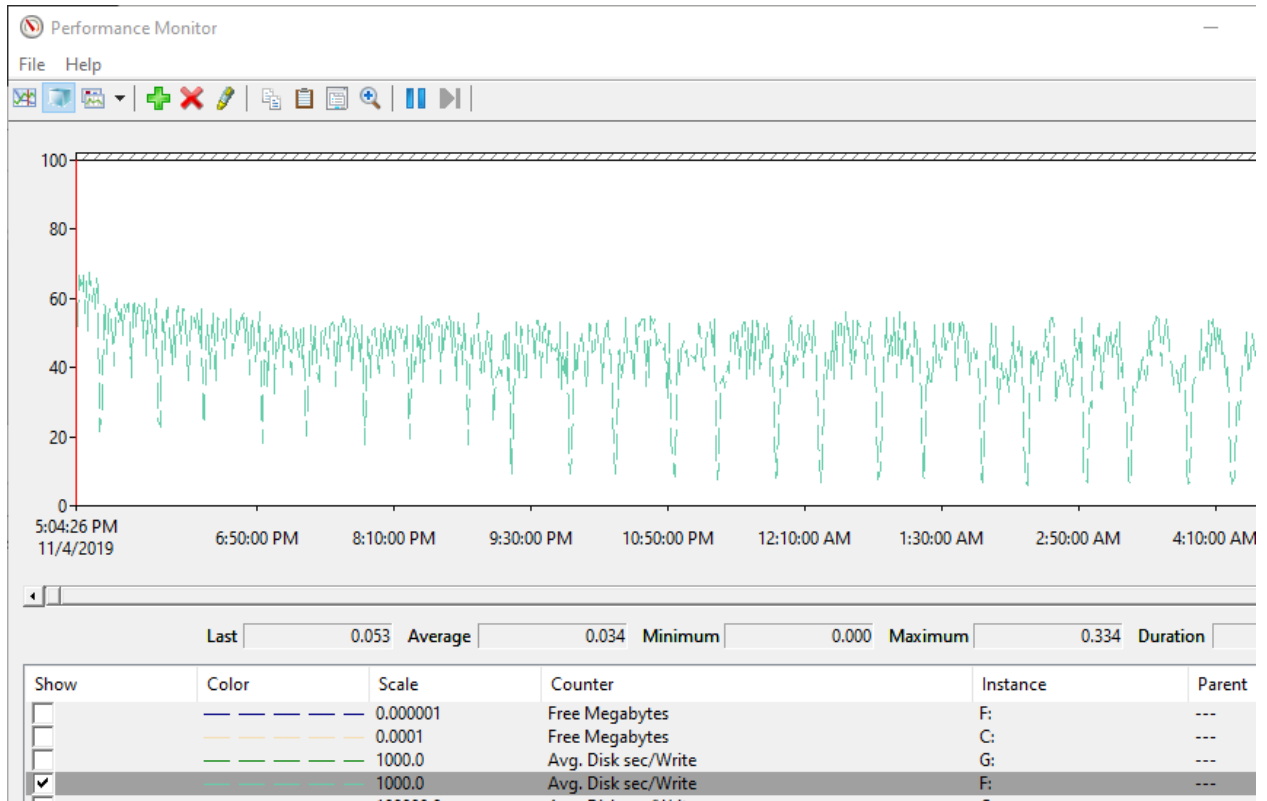 Performance Monitor
File Help
100
80
60
40
20
0
5:04:26 PM 6:50:00 PM 8:10:00 PM 9:30:00 PM 10:50:00 PM 12:10:00 AM 1:30:00 AM 2:50:00 AM 4:10:00 AM
11/4/2019
Last 0.053 Average 0.034 Minimum 0.000 Maximum 0.334 Duration
Show Color Scale Counter Instance Parent
0.000001 Free Megabytes F: ---
0.0001 Free Megabytes C: ---
1000.0 Avg. Disk sec/Write G: ---
1000.0 Avg. Disk sec/Write F: ---